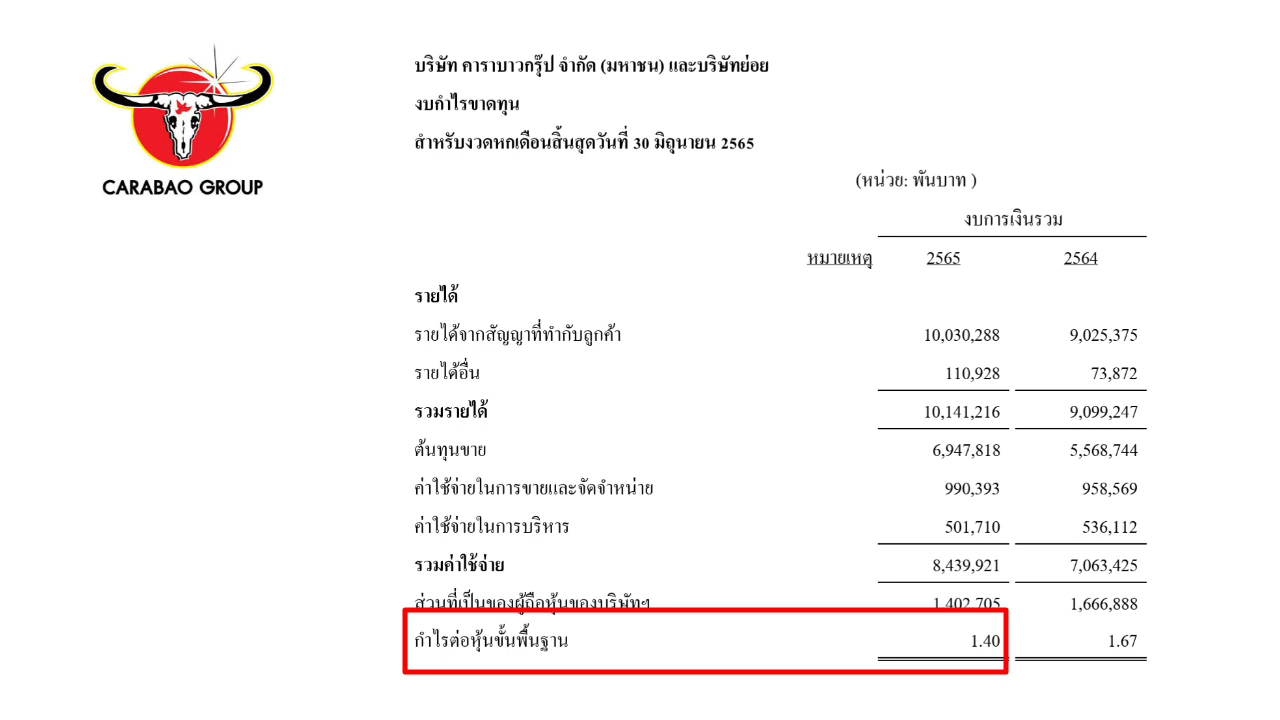 CARABAO GROUP
บริษัท คาราบาวกรุ๊ป จำกัด (มหาชน) และบริษัทย่อย
งบกำไรขาดทุน
สำหรับงวดหกเดือนสิ้นสุดวันที่ 30 มิถุนายน 2565
(หน่วย: พันบาท )
งบการเงินรวม
หมายเหตุ 2565 2564
รายได้
รายได้จากสัญญาที่ทำกับลูกค้า 10,030,288 9,025,375
รายได้อื่น 110,928 73,872
รวมรายได้ 10,141,216 9,099,247
ต้นทุนขาย 6,947,818 5,568,744
ค่าใช้จ่ายในการขายและจัดจำหน่าย 990,393 958,569
ค่าใช้จ่ายในการบริหาร 501,710 536,112
รวมค่าใช้จ่าย 8,439,921 7,063,425
ส่วนที่เป็นของผู้ถือหุ้นของบริษัทฯ 1,402,705 1,666,888
กำไรต่อหุ้นขั้นพื้นฐาน 1.40 1.67